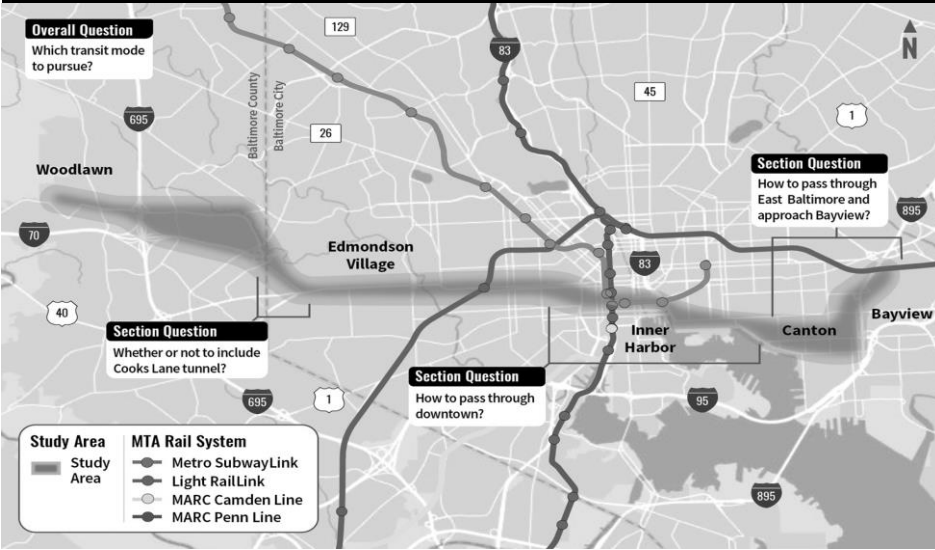 Overall Question
Which transit mode
to pursue?
129
83
N
695
Baltimore County
Baltimore City
26
45
1
Woodlawn
Section Question
How to pass through
East Baltimore and
approach Bayview?
895
70
Edmondson
Village
83
40
Section Question
Whether or not to include
Cooks Lane tunnel?
Inner
Harbor
Canton
Bayview
Section Question
How to pass through
downtown?
695
1
95
895
Study Area
Study
Area
MTA Rail System
Metro SubwayLink
Light RailLink
MARC Camden Line
MARC Penn Line